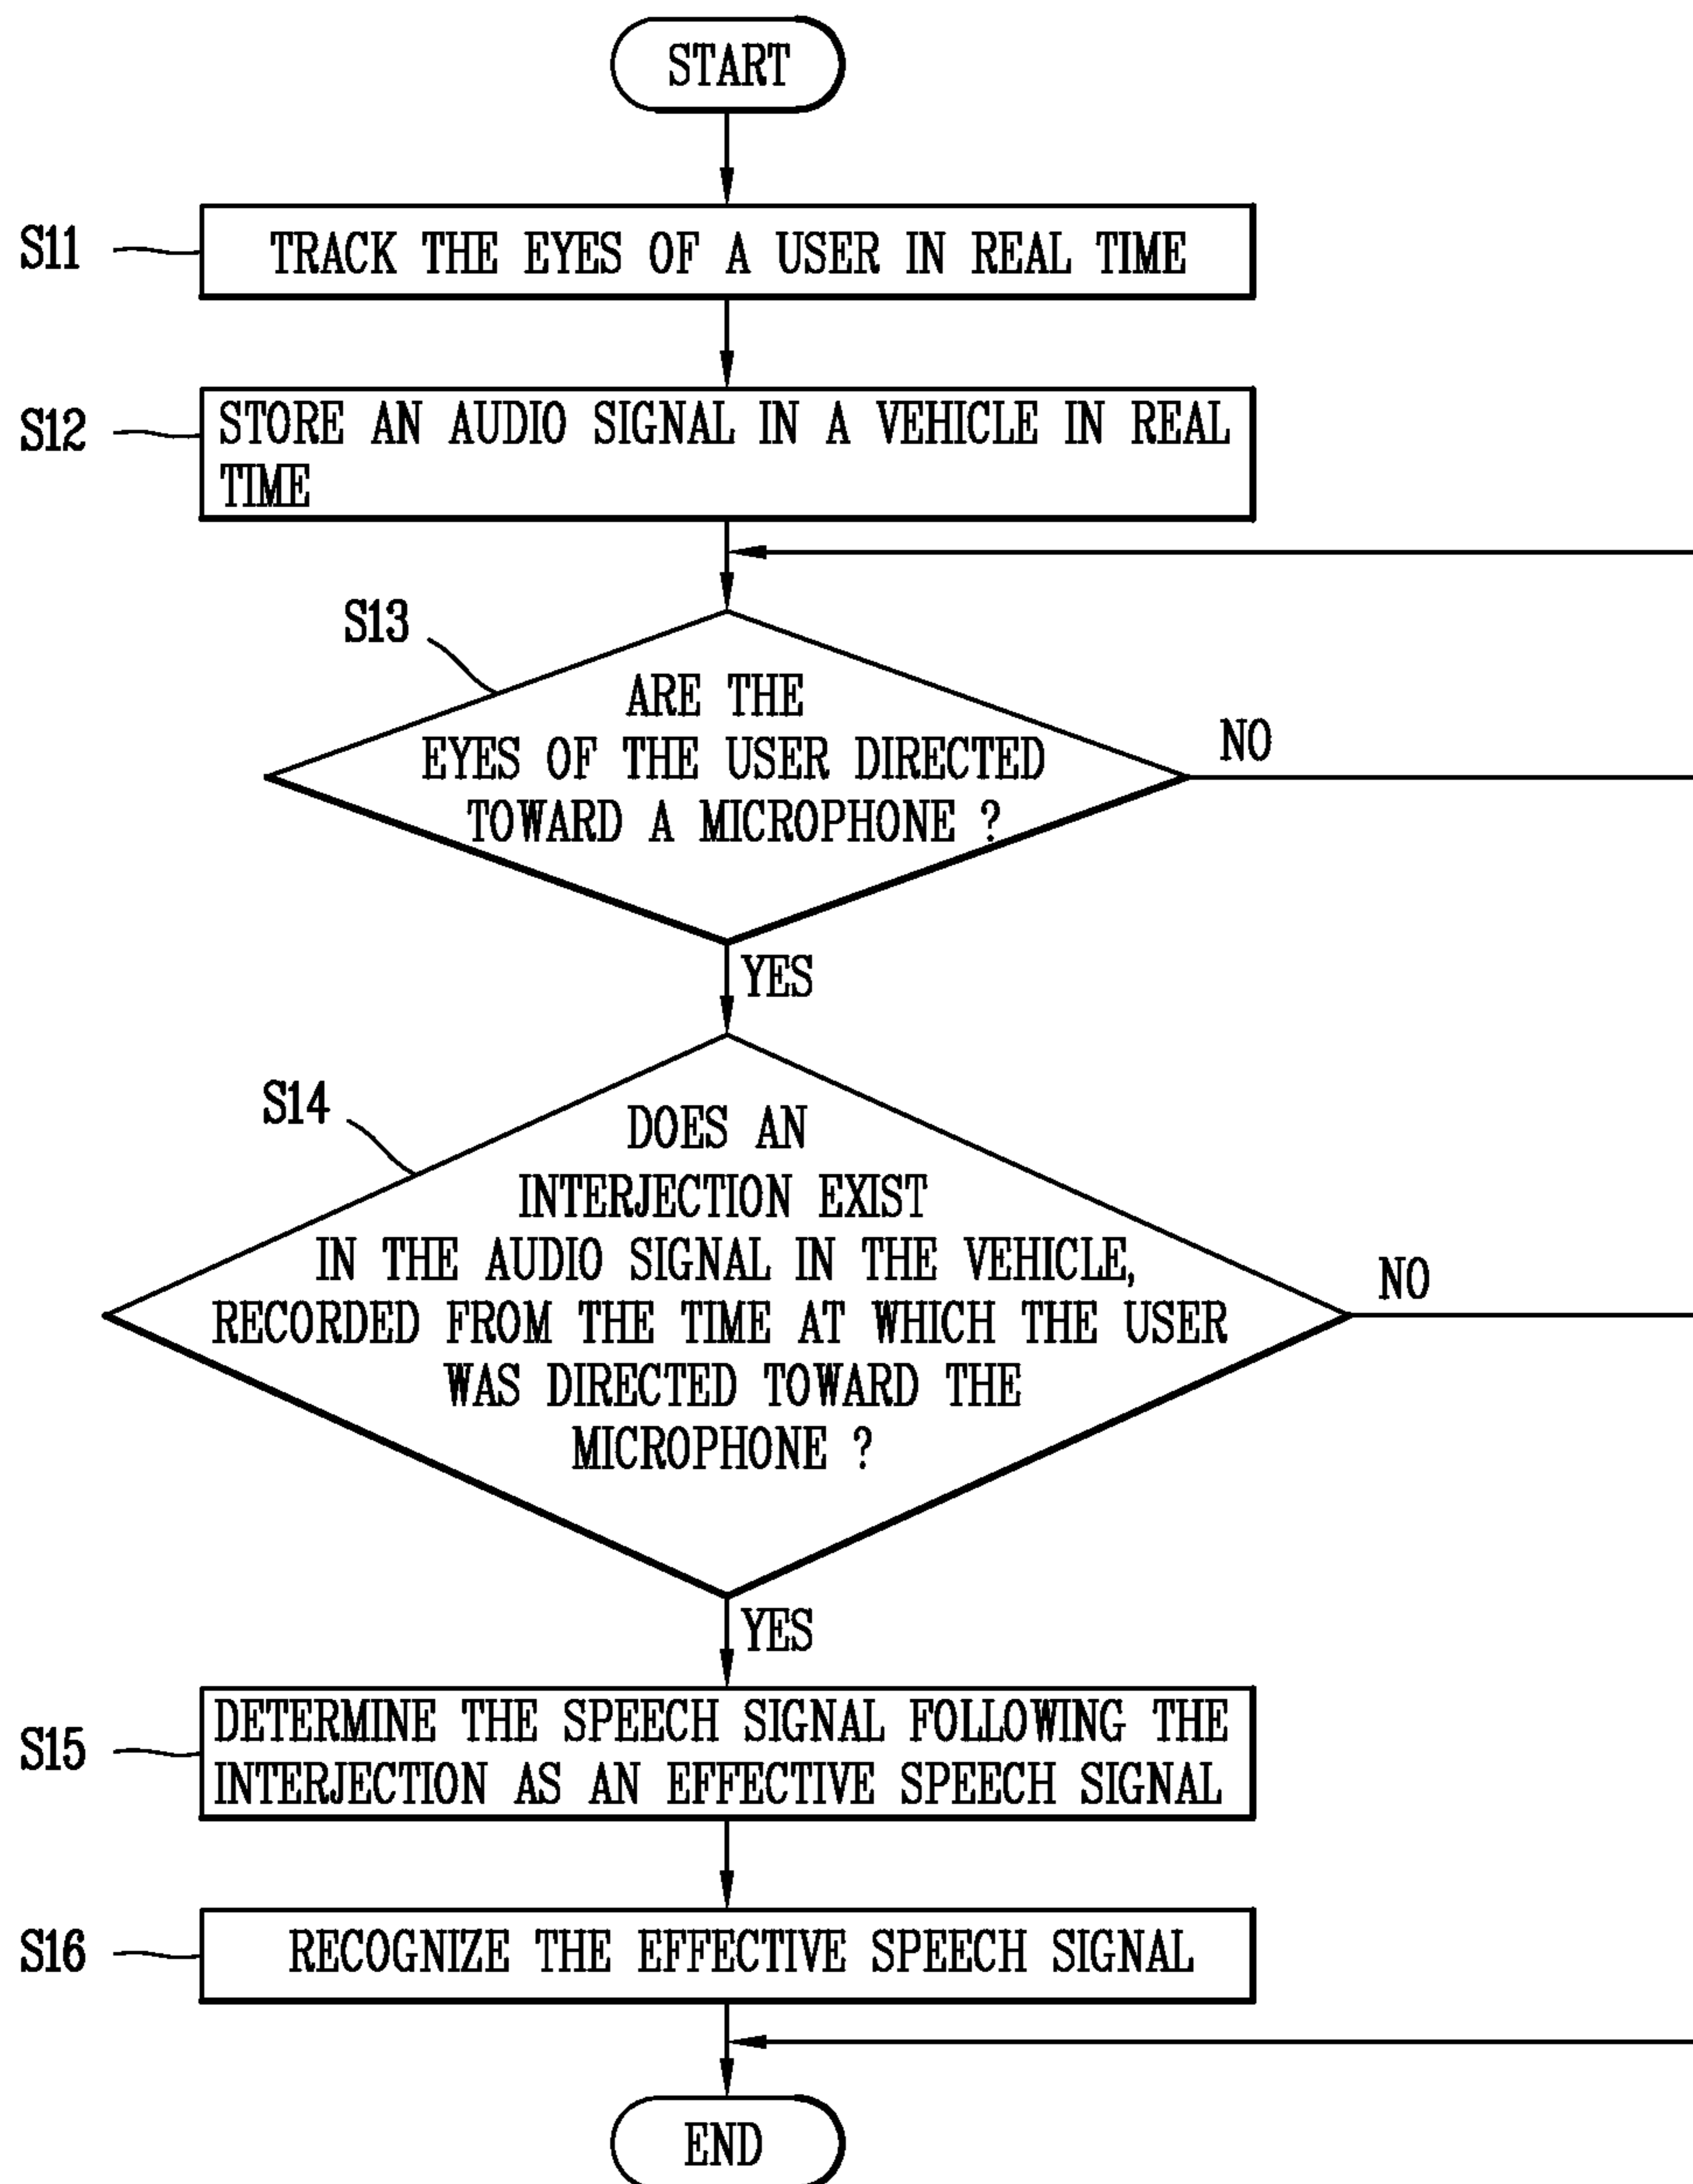 START
S11
TRACK THE EYES OF A USER IN REAL TIME
S12
STORE AN AUDIO SIGNAL IN A VEHICLE IN REAL
TIME
S13
ARE THE
EYES OF THE USER DIRECTED
TOWARD A MICROPHONE ?
NO
YES
S14
DOES AN
INTERJECTION EXIST
IN THE AUDIO SIGNAL IN THE VEHICLE,
RECORDED FROM THE TIME AT WHICH THE USER
WAS DIRECTED TOWARD THE
MICROPHONE ?
NO
YES
S15
DETERMINE THE SPEECH SIGNAL FOLLOWING THE
INTERJECTION AS AN EFFECTIVE SPEECH SIGNAL
S16
RECOGNIZE THE EFFECTIVE SPEECH SIGNAL
END